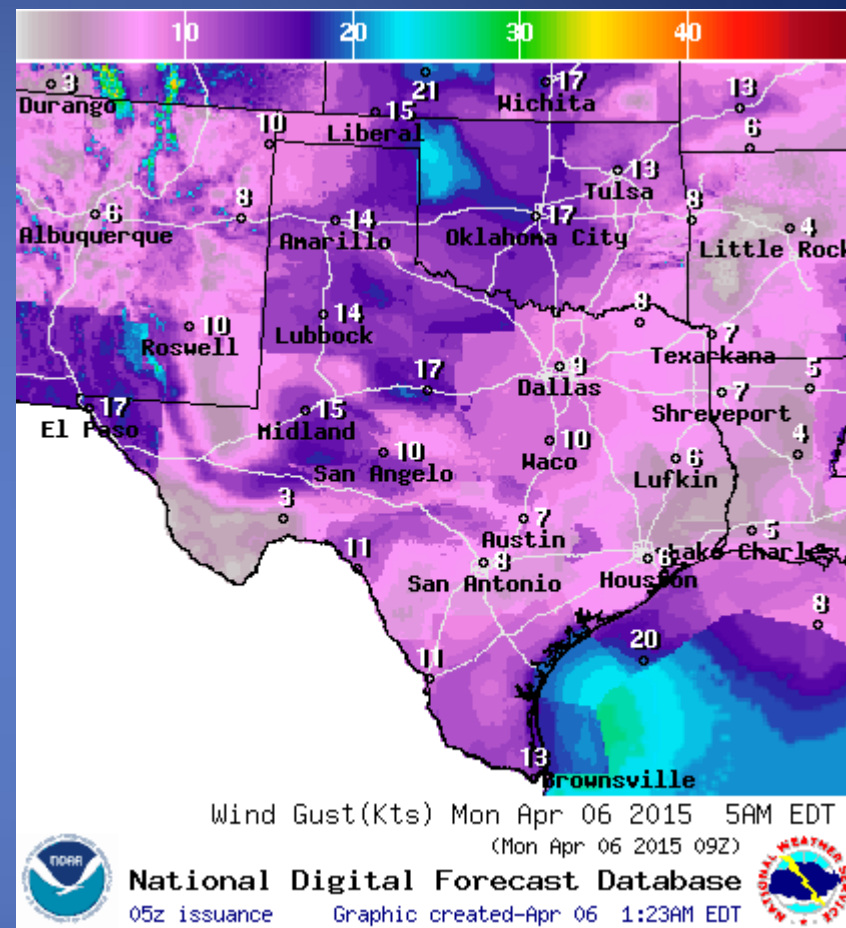 10 20 30 40
3
Durango
21
17
Wichita
15
Liberal
13
10
6
13
Tulsa
6
Albuquerque
8
14
Amarillo
17
Oklahoma City
8
4
Little Rock
10
Roswell
14
Lubbock
8
7
Texarkana
9
Dallas
17
El Paso
15
Midland
17
7
Shreveport
5
10
San Angelo
10
Waco
6
Lufkin
4
3
7
Austin
5
Lake Charles
11
8
San Antonio
6
Houston
8
11
20
13
Brownsville
Wind Gust(Kts) Mon Apr 06 2015 5AM EDT
(Mon Apr 06 2015 09Z)
National Digital Forecast Database
05z issuance Graphic created-Apr 06 1:23AM EDT
NOAA
NATIONAL WEATHER SERVICE